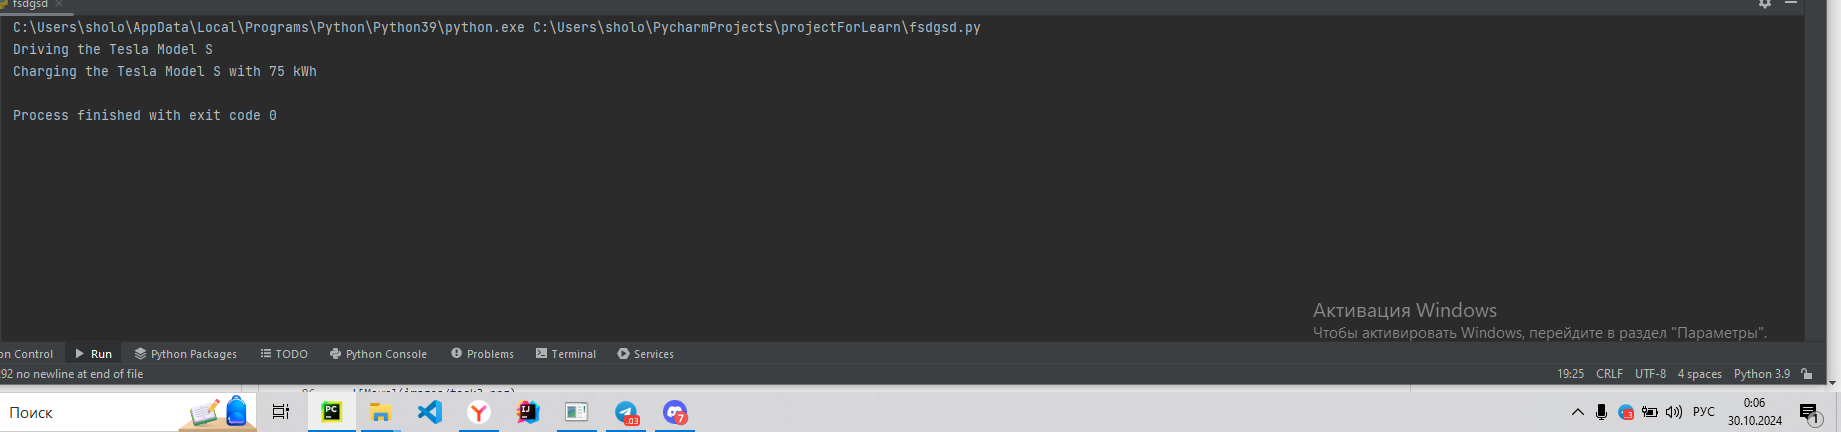 fsdgsd
C:\Users\sholo\AppData\Local\Programs\Python\Python39\python.exe C:\Users\sholo\PycharmProjects\projectForLearn\fsdgsd.py
Driving the Tesla Model S
Charging the Tesla Model S with 75 kWh
Process finished with exit code 0
Активация Windows
Чтобы активировать Windows, перейдите в раздел "Параметры".
on Control Run Python Packages TODO Python Console Problems Terminal Services
92 no newline at end of file 19:25 CRLF UTF-8 4 spaces Python 3.9
Поиск PC IJ 03 7 3 РУС 0:06
30.10.2024 1